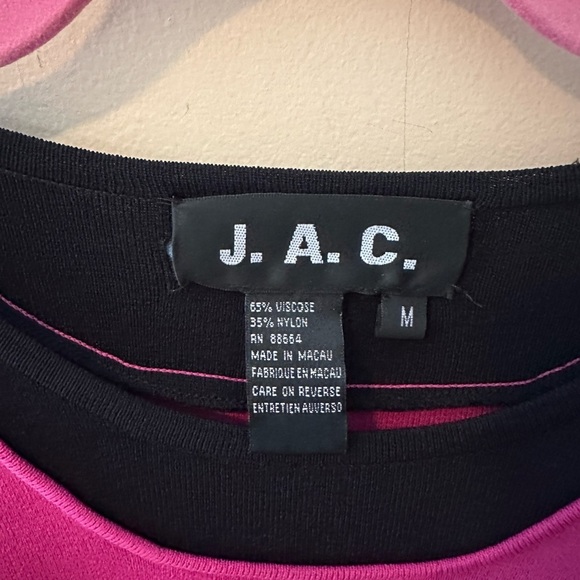 J. A. C.
M
65% VISCOSE
35% NYLON
RN 88664
MADE IN MACAU
FABRIQUE EN MACAU
CARE ON REVERSE
ENTRETIEN AUVERSO